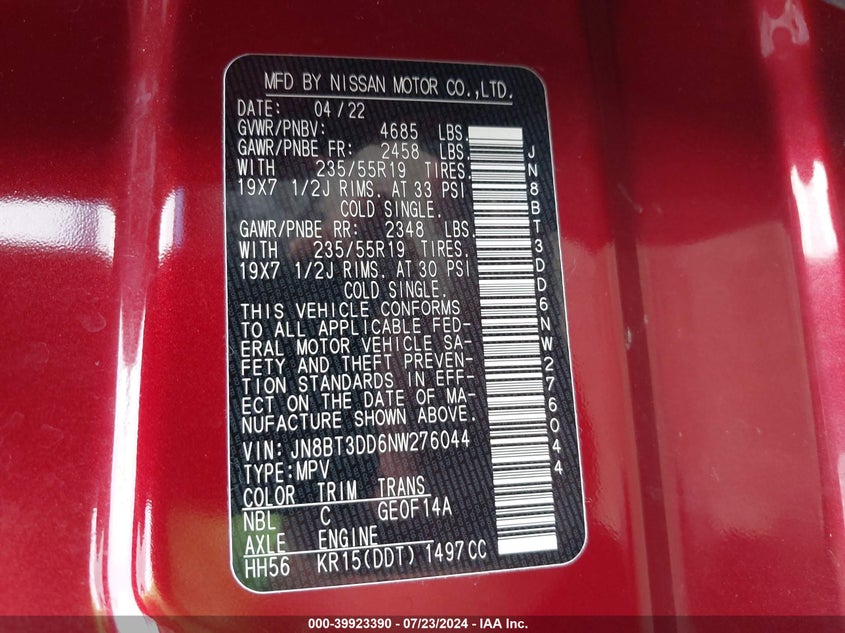 MFD BY NISSAN MOTOR CO.,LTD.
DATE: 04/22
GVWR/PNBV: 4685 LBS.
GAWR/PNBE FR: 2458 LBS.
WITH 235/55R19 TIRES.
19X7 1/2J RIMS. AT 33 PSI
COLD SINGLE.
GAWR/PNBE RR: 2348 LBS.
WITH 235/55R19 TIRES.
19X7 1/2J RIMS. AT 30 PSI
COLD SINGLE.
THIS VEHICLE CONFORMS
TO ALL APPLICABLE FED-
ERAL MOTOR VEHICLE SA-
FETY AND THEFT PREVEN-
TION STANDARDS IN EFF-
ECT ON THE DATE OF MA-
NUFACTURE SHOWN ABOVE.
VIN: JN8BT3DD6NW276044
TYPE:MPV
COLOR TRIM TRANS
NBL C GE0F14A
AXLE ENGINE
HH56 KR15(DDT) 1497CC
JN8BT3DD6NW276044
000-39923390 - 07/23/2024 - IAA Inc.